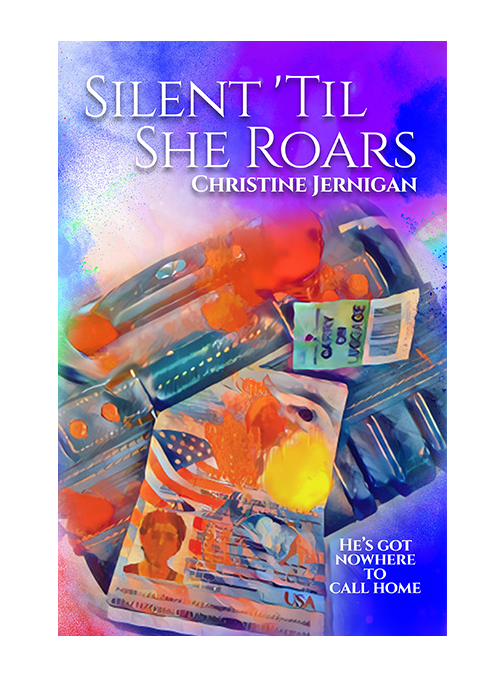 SILENT 'TIL
SHE ROARS
CHRISTINE JERNIGAN
CARRY
ON
LUGGAGE
USA
HE'S GOT
NOWHERE
TO
CALL HOME